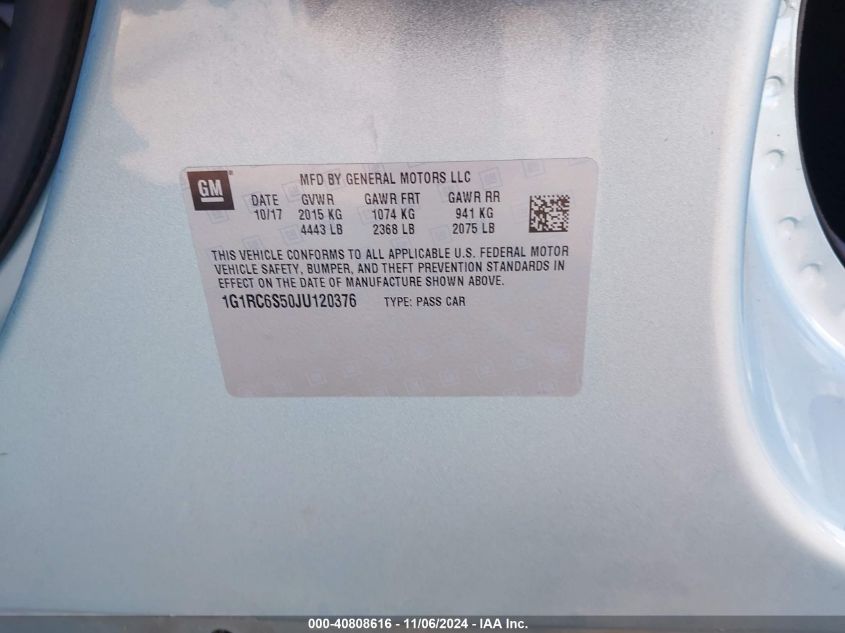 GM
MFD BY GENERAL MOTORS LLC
DATE GVWR GAWR FRT GAWR RR
10/17 2015 KG 1074 KG 941 KG
4443 LB 2368 LB 2075 LB
THIS VEHICLE CONFORMS TO ALL APPLICABLE U.S. FEDERAL MOTOR
VEHICLE SAFETY, BUMPER, AND THEFT PREVENTION STANDARDS IN
EFFECT ON THE DATE OF MANUFACTURE SHOWN ABOVE.
1G1RC6S50JU120376 TYPE: PASS CAR
000-40808616 - 11/06/2024 - IAA Inc.